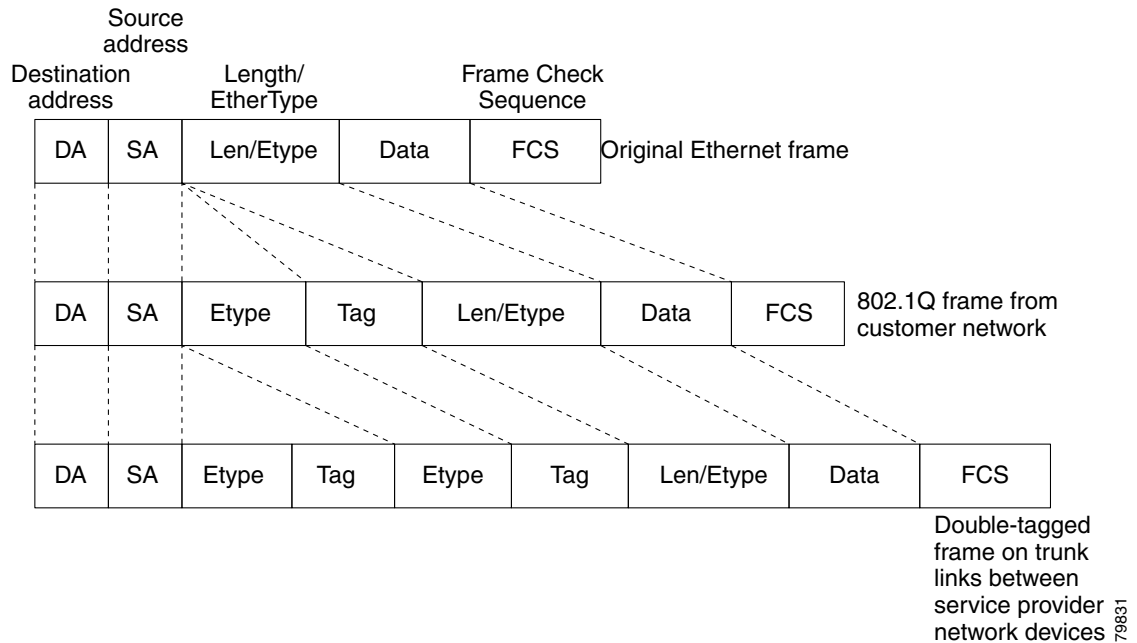 Source
address
Destination
address
Length/
EtherType
Frame Check
Sequence
DA SA Len/Etype Data FCS Original Ethernet frame
DA SA Etype Tag Len/Etype Data FCS
802.1Q frame from
customer network
DA SA Etype Tag Etype Tag Len/Etype Data FCS
Double-tagged
frame on trunk
links between
service provider
network devices
79831